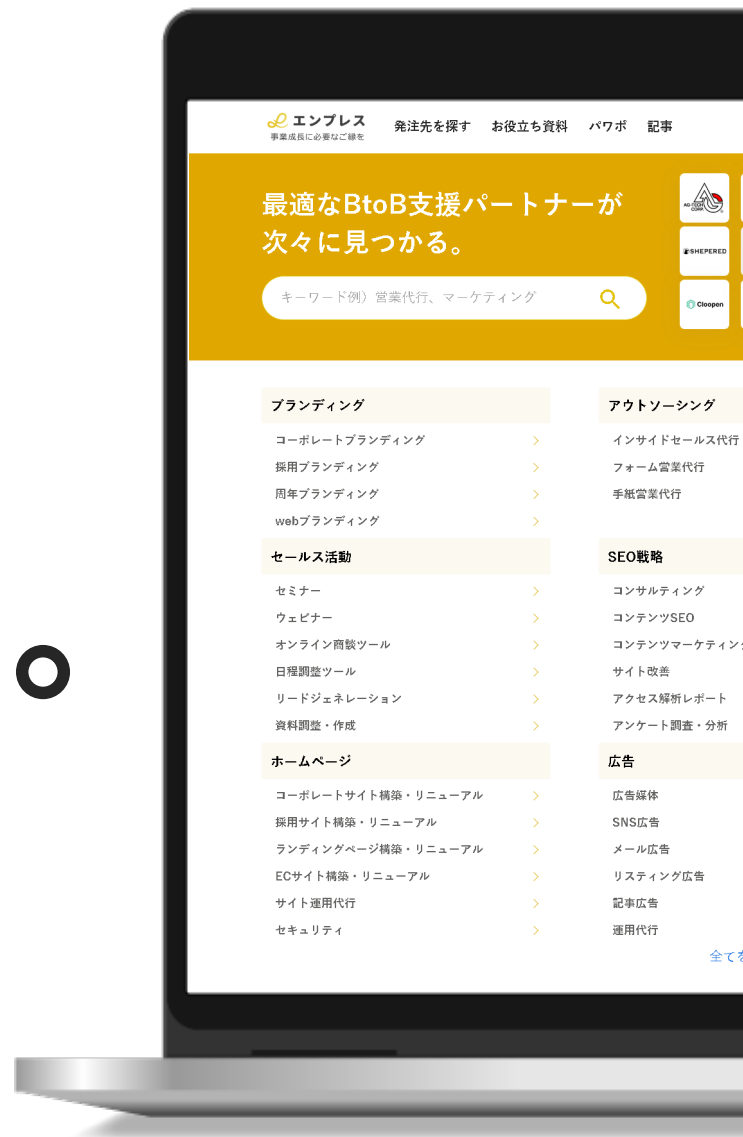 エンプレス
事業成長に必要なご縁を
発注先を探す お役立ち資料 パワポ 記事
最適なBtoB支援パートナーが
次々に見つかる。
キーワード例）営業代行、マーケティング
AG-TECH CORP.
SHEPERED
Cloopen
ブランディング
コーポレートブランディング
採用ブランディング
周年ブランディング
webブランディング
アウトソーシング
インサイドセールス代行
フォーム営業代行
手紙営業代行
セールス活動
セミナー
ウェビナー
オンライン商談ツール
日程調整ツール
リードジェネレーション
資料調整・作成
SEO戦略
コンサルティング
コンテンツSEO
コンテンツマーケティン
サイト改善
アクセス解析レポート
アンケート調査・分析
ホームページ
コーポレートサイト構築・リニューアル
採用サイト構築・リニューアル
ランディングページ構築・リニューアル
ECサイト構築・リニューアル
サイト運用代行
セキュリティ
広告
広告媒体
SNS広告
メール広告
リスティング広告
記事広告
運用代行
全て